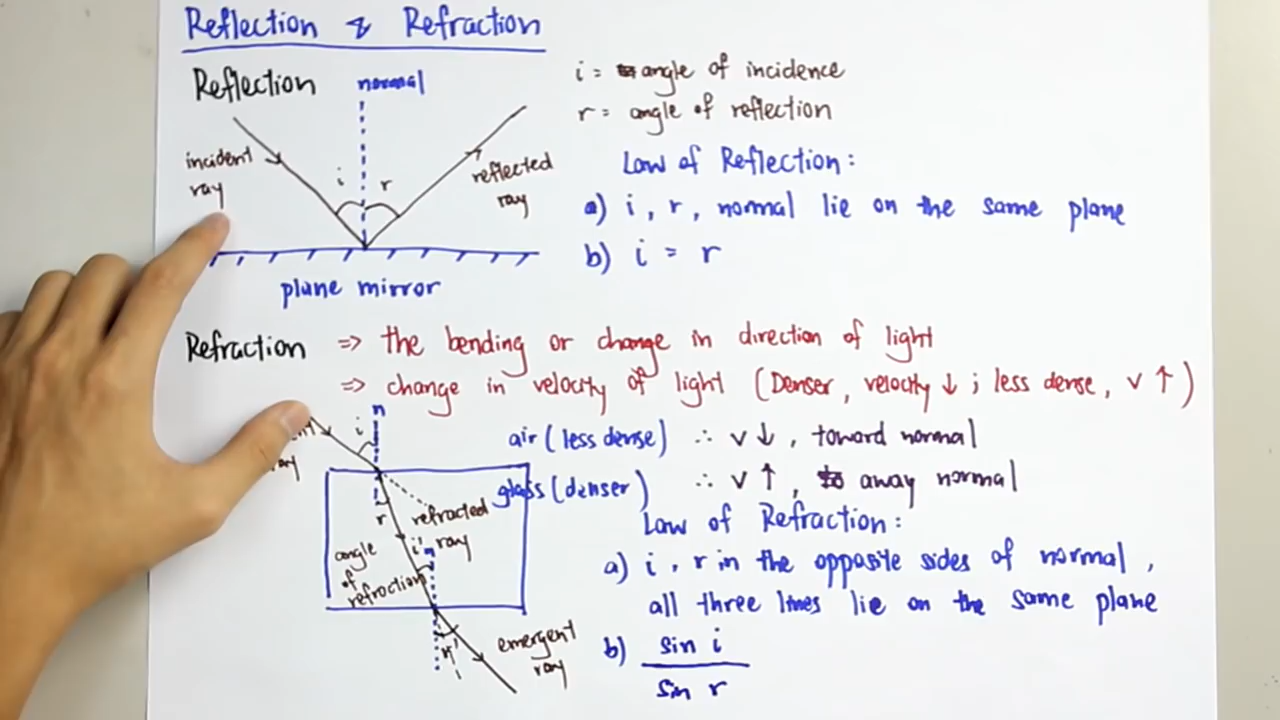 Reflection & Refraction
Reflection
normal
i = angle of incidence
r = angle of reflection
incident
ray
i
r
reflected
ray
Law of Reflection:
a) i, r, normal lie on the same plane
b) i = r
plane mirror
Refraction => the bending or change in direction of light
=> change in velocity of light (Denser, velocity ↓; less dense, v ↑)
n
i
ray
air (less dense) ∴ v ↓, toward normal
glass (denser) ∴ v ↑, away normal
r
refracted
ray
i'
n
angle
of
refraction
Law of Refraction:
a) i, r in the opposite sides of normal,
all three lines lie on the same plane
b) sin i
sin r
r'
emergent
ray